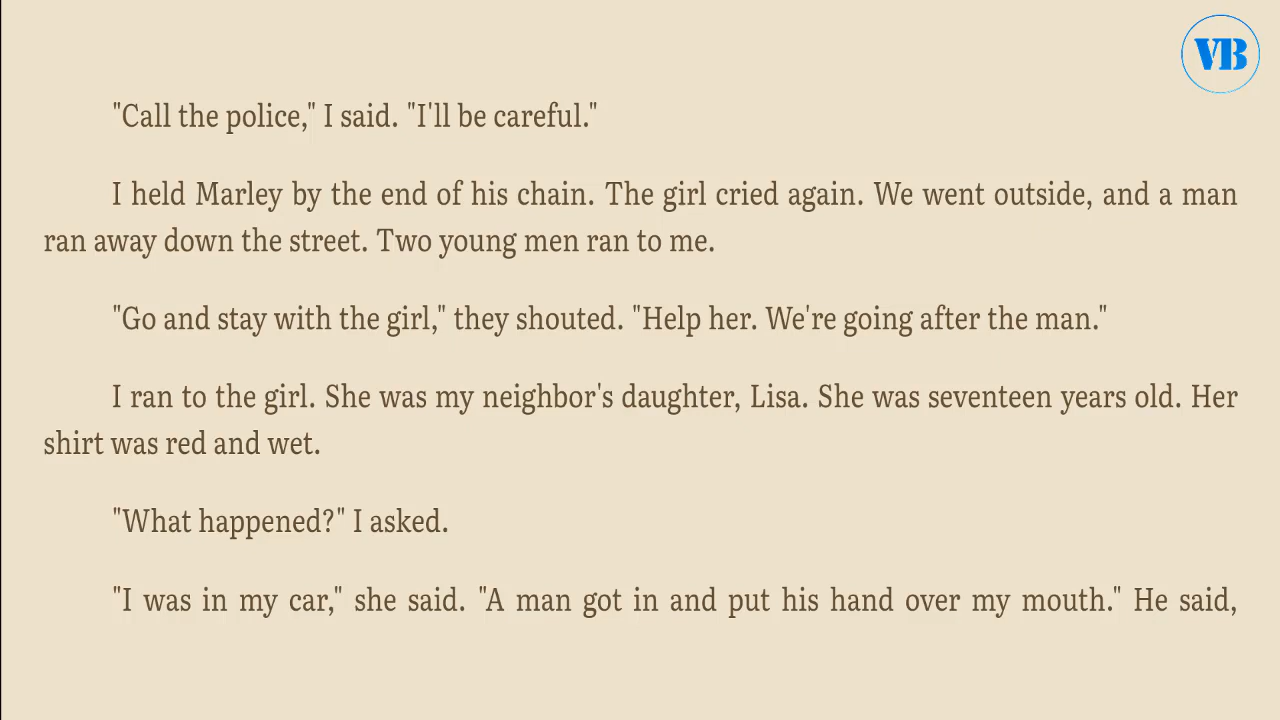 VB
"Call the police," I said. "I'll be careful."
I held Marley by the end of his chain. The girl cried again. We went outside, and a man
ran away down the street. Two young men ran to me.
"Go and stay with the girl," they shouted. "Help her. We're going after the man."
I ran to the girl. She was my neighbor's daughter, Lisa. She was seventeen years old. Her
shirt was red and wet.
"What happened?" I asked.
"I was in my car," she said. "A man got in and put his hand over my mouth." He said,